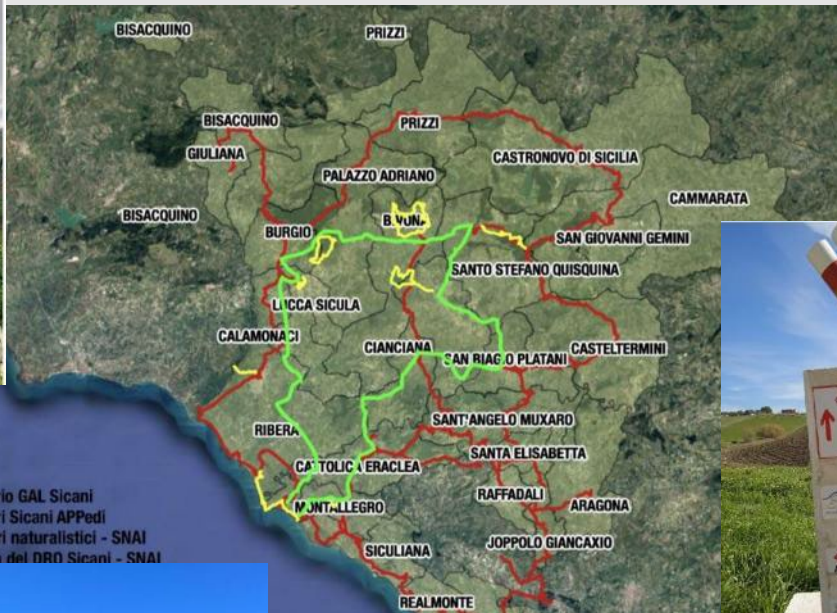 BISACQUINO
PRIZZI
BISACQUINO
PRIZZI
GIULIANA
CASTRONOVO DI SICILIA
PALAZZO ADRIANO
CAMMARATA
BISACQUINO
BIVONA
BURGIO
SAN GIOVANNI GEMINI
SANTO STEFANO QUISQUINA
LUCCA SICULA
CALAMONACI
CIANCIANA
CASTELTERMINI
SAN BIAGIO PLATANI
SANT'ANGELO MUXARO
RIBERA
SANTA ELISABETTA
CATTOLICA ERACLEA
RAFFADALI
ARAGONA
MONTALLEGRO
JOPPOLO GIANCAXIO
SICULIANA
REALMONTE
io GAL Sicani
ri Sicani APPedi
ri naturalistici - SNAI
del DRQ Sicani - SNAI